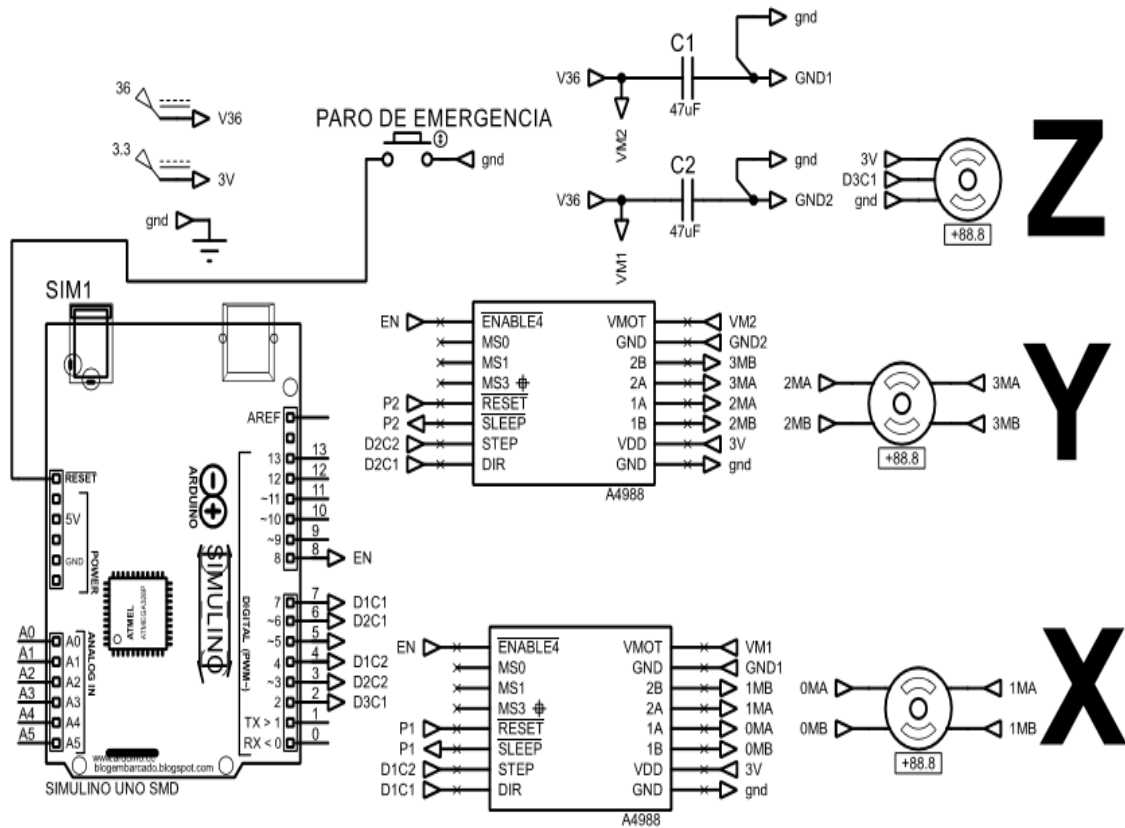 36
V36
3.3
3V
gnd
PARO DE EMERGENCIA
gnd
C1
gnd
V36
GND1
47uF
VM2
C2
gnd
V36
GND2
47uF
VM1
3V
D3C1
gnd
+88.8
Z
SIM1
AREF
13 13
12 12
~11 11
~10 10
~9 9
8 8 EN
7 7 D1C1
~6 6 D2C1
~5 5
4 4 D1C2
~3 3 D2C2
2 2 D3C1
TX > 1 1
RX < 0 0
RESET
5V
GND
POWER
ARDUINO
SIMULINO
DIGITAL (PWM~)
ATMEL
ATMEGA328P
ANALOG IN
A0 A0
A1 A1
A2 A2
A3 A3
A4 A4
A5 A5
blogembarcado.blogspot.com
SIMULINO UNO SMD
EN ENABLE4 VMOT VM2
MS0 GND GND2
MS1 2B 3MB
MS3 2A 3MA
P2 RESET 1A 2MA
P2 SLEEP 1B 2MB
D2C2 STEP VDD 3V
D2C1 DIR GND gnd
A4988
2MA 3MA
2MB 3MB
+88.8
Y
EN ENABLE4 VMOT VM1
MS0 GND GND1
MS1 2B 1MB
MS3 2A 1MA
P1 RESET 1A 0MA
P1 SLEEP 1B 0MB
D1C2 STEP VDD 3V
D1C1 DIR GND gnd
A4988
0MA 1MA
0MB 1MB
+88.8
X